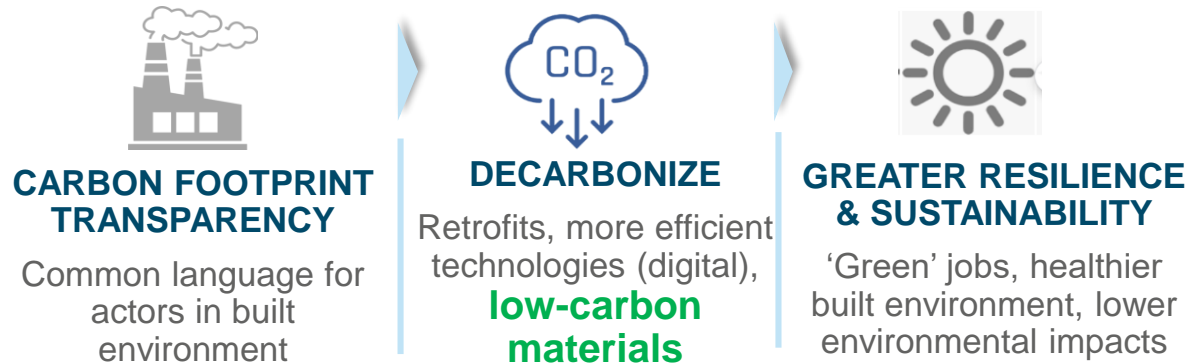 CARBON FOOTPRINT
TRANSPARENCY
Common language for
actors in built
environment
CO₂
DECARBONIZE
Retrofits, more efficient
technologies (digital),
low-carbon
materials
GREATER RESILIENCE
& SUSTAINABILITY
‘Green’ jobs, healthier
built environment, lower
environmental impacts